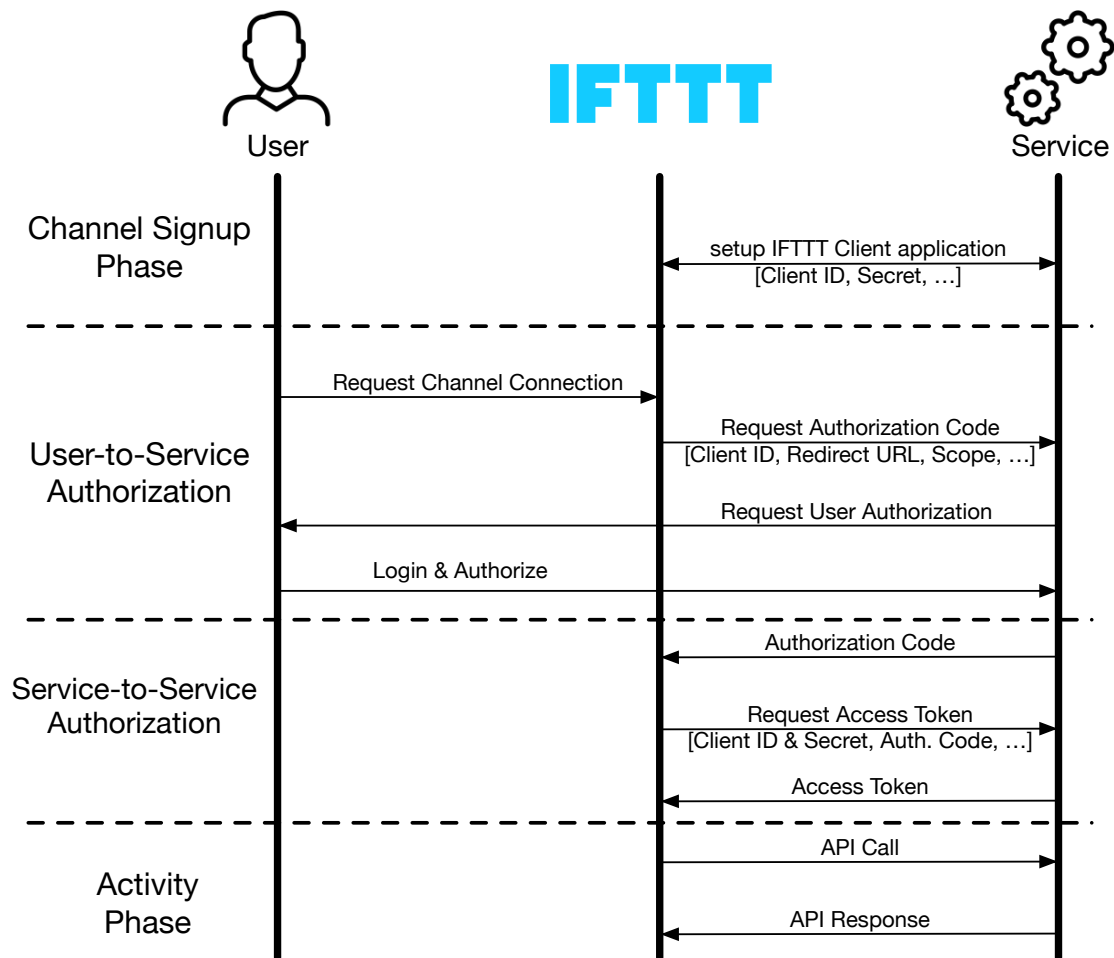 IFTTT
User
Service
Channel Signup
Phase
setup IFTTT Client application
[Client ID, Secret, …]
Request Channel Connection
Request Authorization Code
[Client ID, Redirect URL, Scope, …]
User-to-Service
Authorization
Request User Authorization
Login & Authorize
Authorization Code
Service-to-Service
Authorization
Request Access Token
[Client ID & Secret, Auth. Code, …]
Access Token
API Call
Activity
Phase
API Response